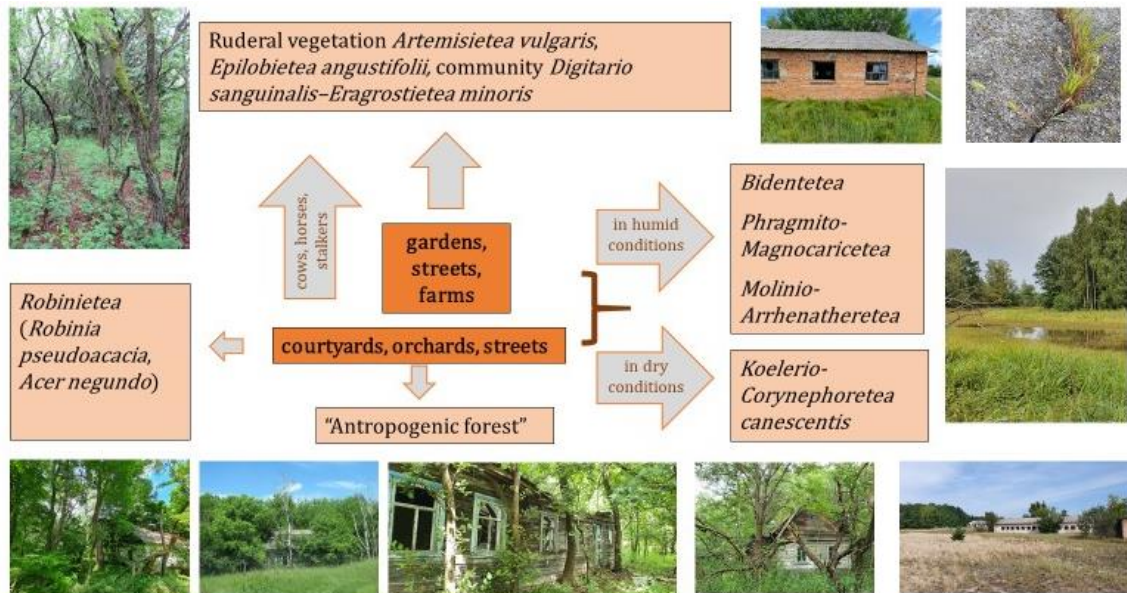 Ruderal vegetation Artemisietea vulgaris,
Epilobietea angustifolii, community Digitario
sanguinalis–Eragrostietea minoris
cows, horses,
stalkers
gardens,
streets,
farms
in humid
conditions
Bidentetea
Phragmito-
Magnocaricetea
Molinio-
Arrhenatheretea
Robinietea
(Robinia
pseudoacacia,
Acer negundo)
courtyards, orchards, streets
in dry
conditions
Koelerio-
Corynephoretea
canescentis
“Antropogenic forest”